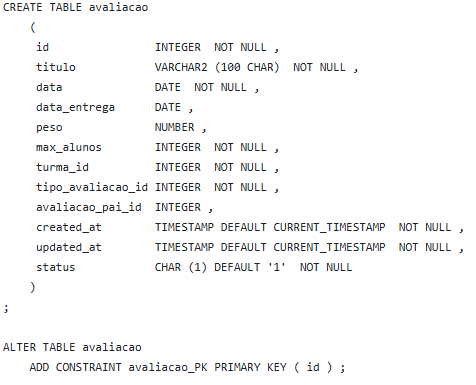 CREATE TABLE avaliacao
(
id INTEGER NOT NULL ,
titulo VARCHAR2 (100 CHAR) NOT NULL ,
data DATE NOT NULL ,
data_entrega DATE ,
peso NUMBER ,
max_alunos INTEGER NOT NULL ,
turma_id INTEGER NOT NULL ,
tipo_avaliacao_id INTEGER NOT NULL ,
avaliacao_pai_id INTEGER ,
created_at TIMESTAMP DEFAULT CURRENT_TIMESTAMP NOT NULL ,
updated_at TIMESTAMP DEFAULT CURRENT_TIMESTAMP NOT NULL ,
status CHAR (1) DEFAULT '1' NOT NULL
)
;
ALTER TABLE avaliacao
ADD CONSTRAINT avaliacao_PK PRIMARY KEY ( id ) ;